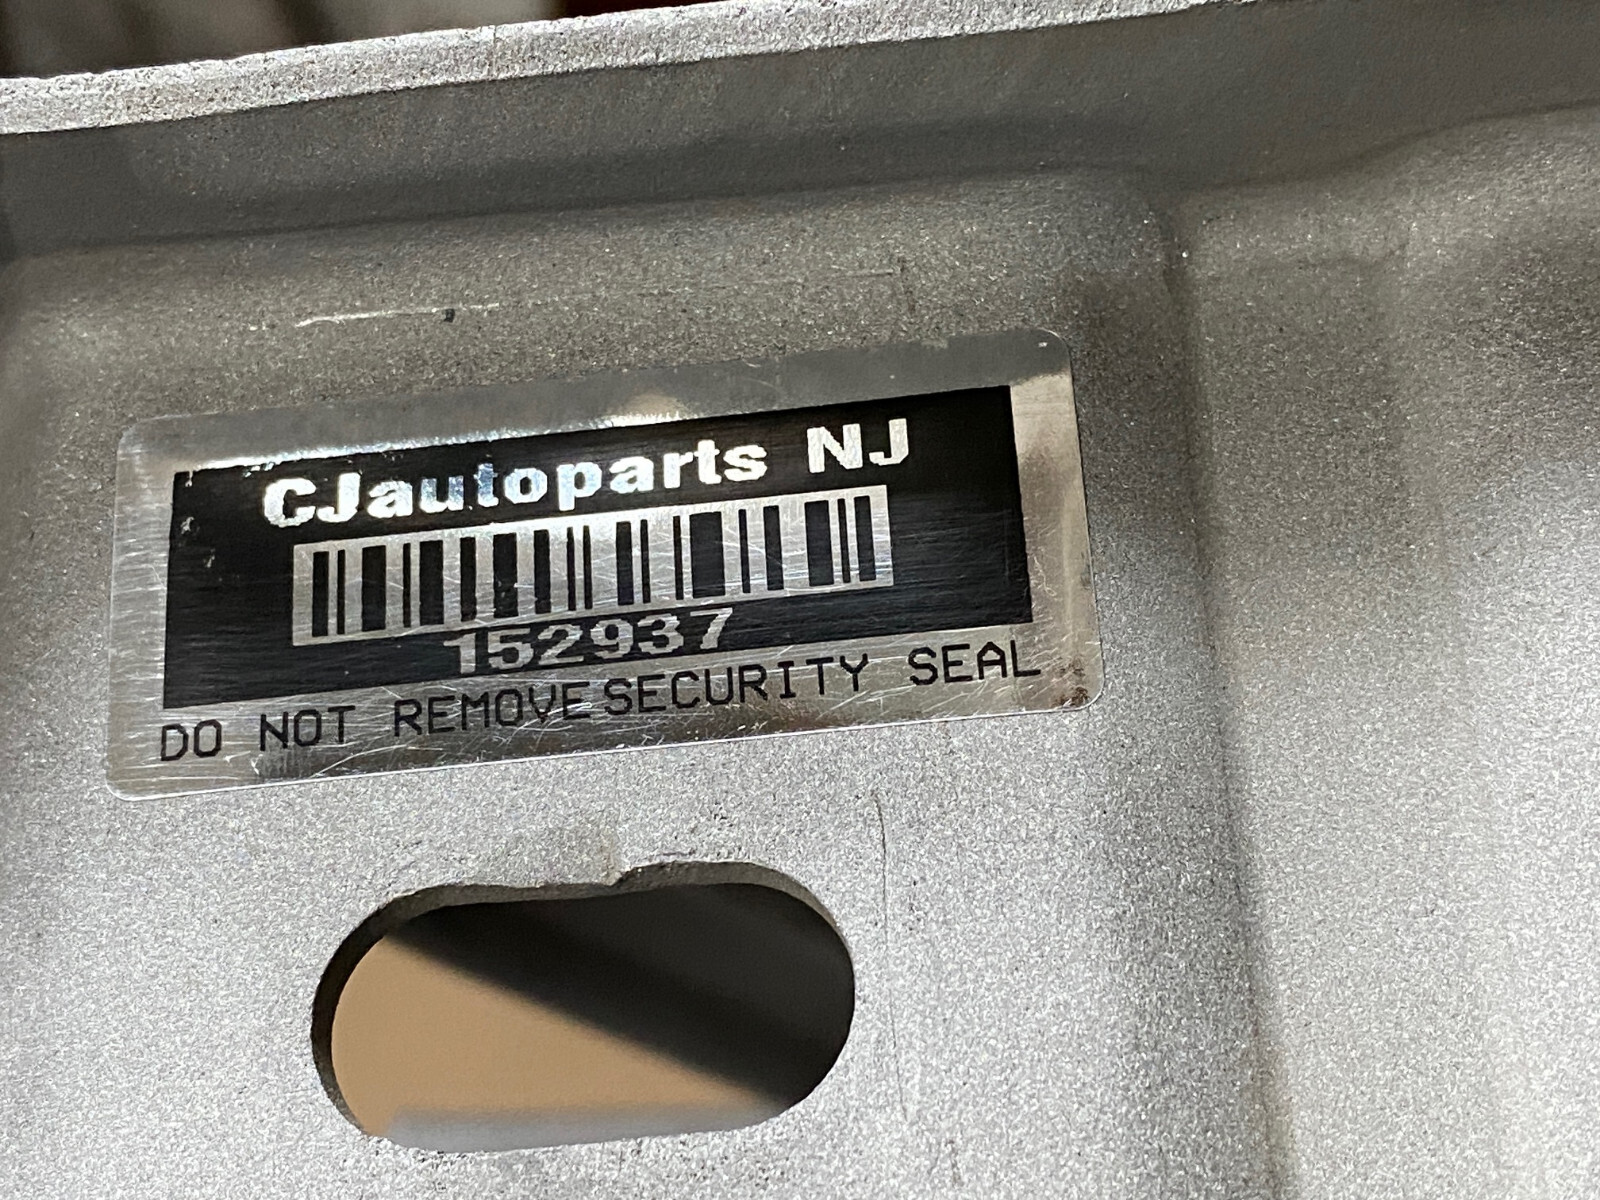 CJautoparts NJ
152937
DO NOT REMOVE SECURITY SEAL